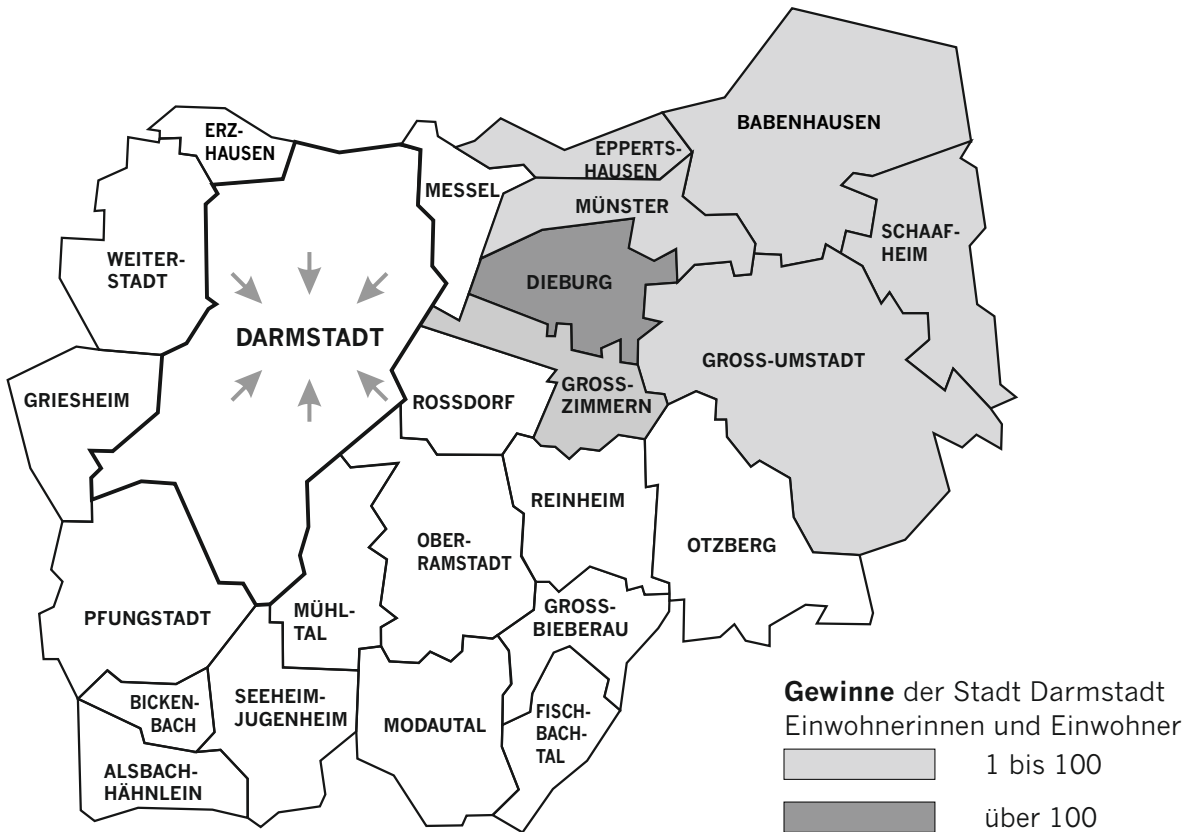 BABENHAUSEN
ERZ-
HAUSEN
EPPERTS-
HAUSEN
MESSEL
MÜNSTER
SCHAAF-
HEIM
WEITER-
STADT
DIEBURG
DARMSTADT
GROSS-UMSTADT
GRIESHEIM
ROSSDORF
GROSS-
ZIMMERN
REINHEIM
OBER-
RAMSTADT
OTZBERG
PFUNGSTADT
MÜHL-
TAL
GROSS-
BIEBERAU
BICKEN-
BACH
SEEHEIM-
JUGENHEIM
MODAUTAL
FISCH-
BACH-
TAL
ALSBACH-
HÄHNLEIN
Gewinne der Stadt Darmstadt
Einwohnerinnen und Einwohner
1 bis 100
über 100